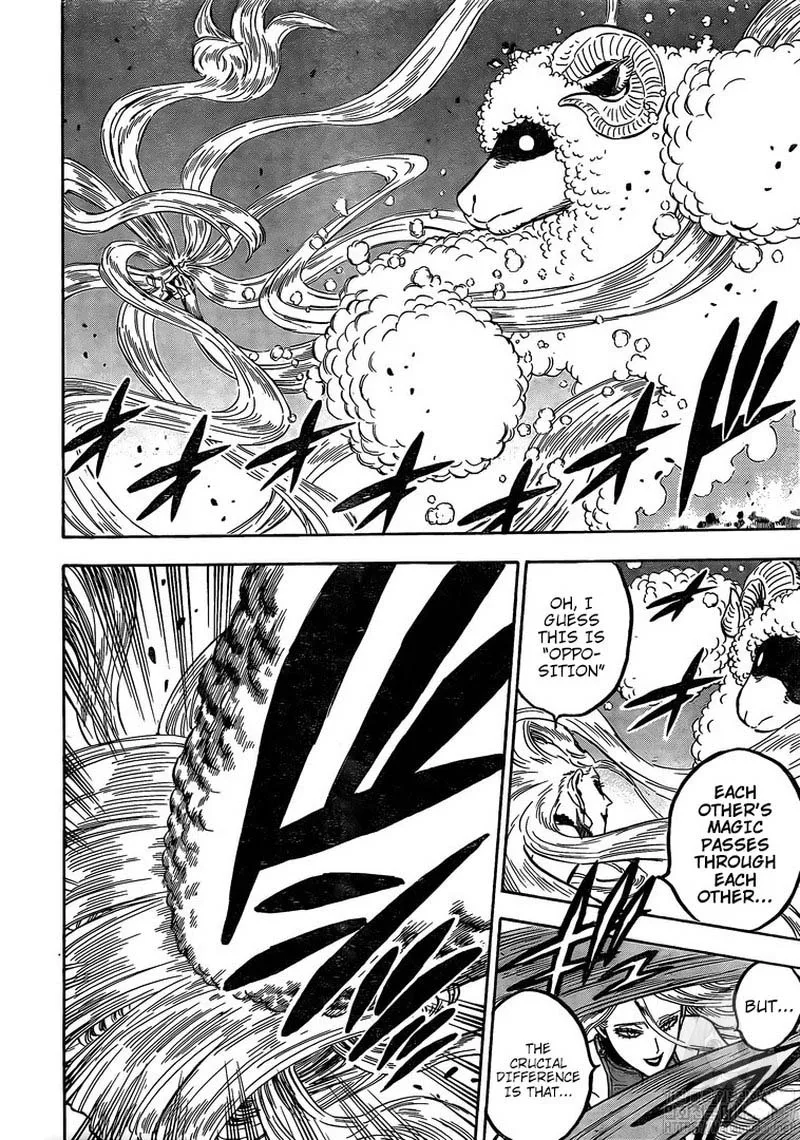 OH, I
GUESS
THIS IS
"OPPO-
SITION"
EACH
OTHER'S
MAGIC
PASSES
THROUGH
EACH
OTHER...
BUT...
THE
CRUCIAL
DIFFERENCE
IS THAT...